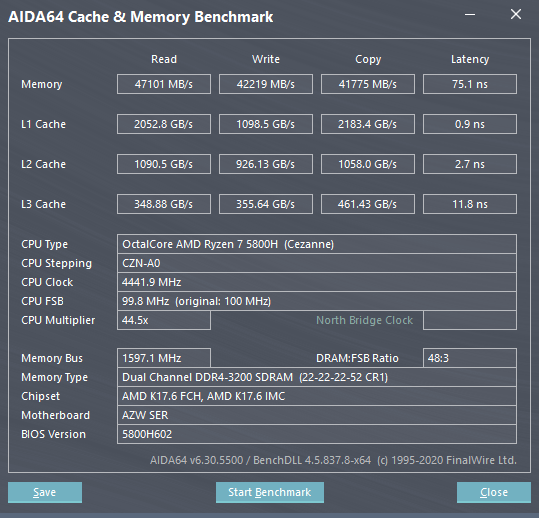 AIDA64 Cache & Memory Benchmark
Read Write Copy Latency
Memory 47101 MB/s 42219 MB/s 41775 MB/s 75.1 ns
L1 Cache 2052.8 GB/s 1098.5 GB/s 2183.4 GB/s 0.9 ns
L2 Cache 1090.5 GB/s 926.13 GB/s 1058.0 GB/s 2.7 ns
L3 Cache 348.88 GB/s 355.64 GB/s 461.43 GB/s 11.8 ns
CPU Type OctalCore AMD Ryzen 7 5800H (Cezanne)
CPU Stepping CZN-A0
CPU Clock 4441.9 MHz
CPU FSB 99.8 MHz (original: 100 MHz)
CPU Multiplier 44.5x North Bridge Clock
Memory Bus 1597.1 MHz DRAM:FSB Ratio 48:3
Memory Type Dual Channel DDR4-3200 SDRAM (22-22-22-52 CR1)
Chipset AMD K17.6 FCH, AMD K17.6 IMC
Motherboard AZW SER
BIOS Version 5800H602
AIDA64 v6.30.5500 / BenchDLL 4.5.837.8-x64 (c) 1995-2020 FinalWire Ltd.
Save Start Benchmark Close